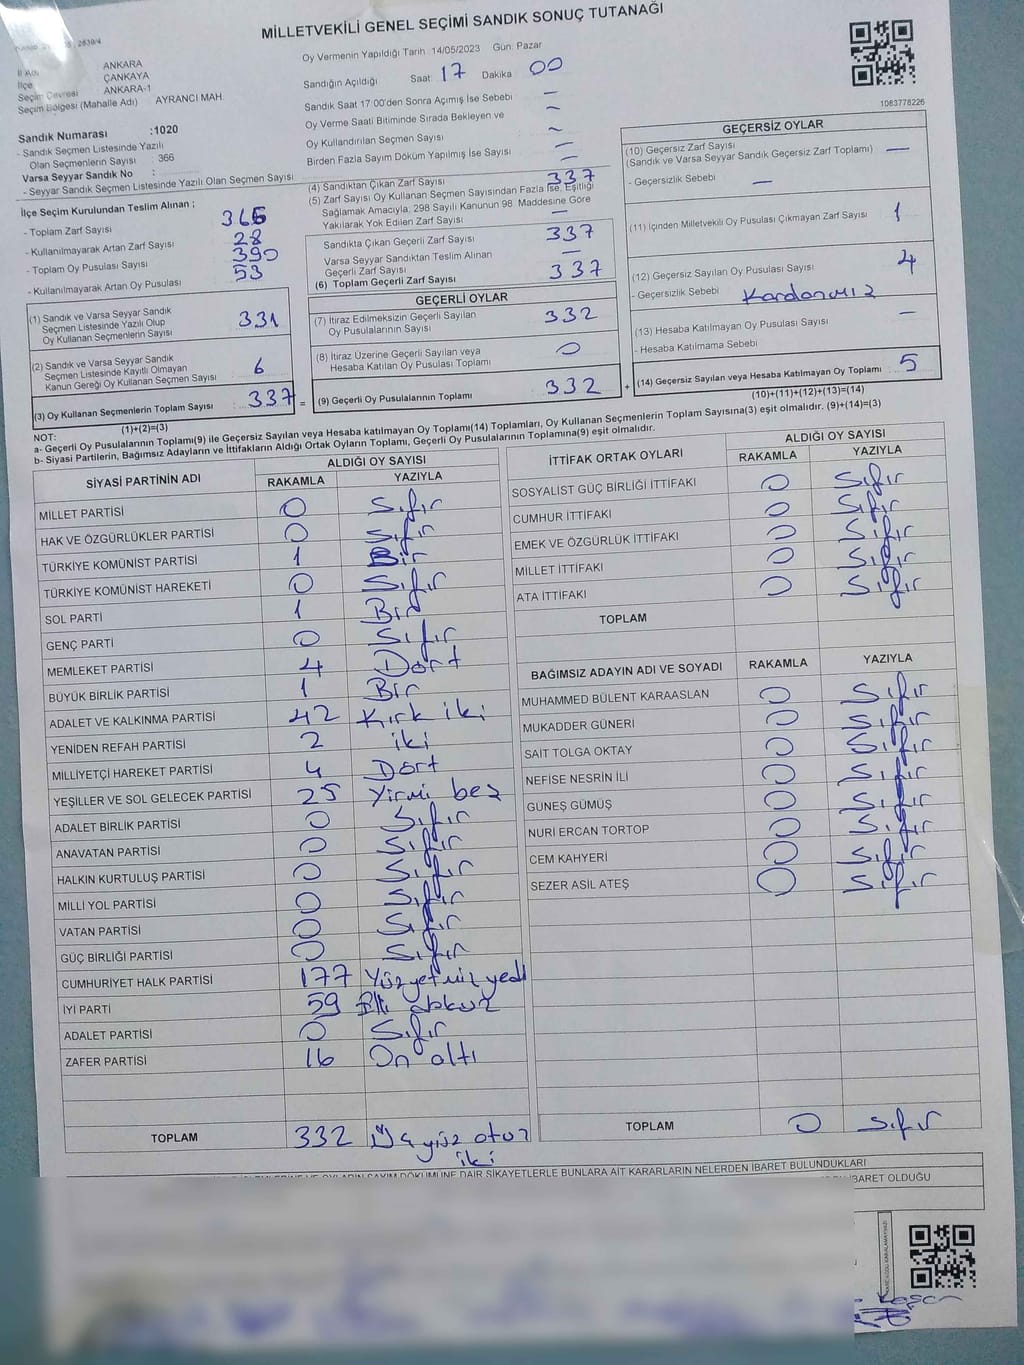 MİLLETVEKİLİ GENEL SEÇİMİ SANDIK SONUÇ TUTANAĞI
İl Adı ANKARA
İlçe ÇANKAYA
Seçim Çevresi ANKARA-1
Seçim Bölgesi (Mahalle Adı) AYRANCI MAH.
Sandık Numarası :1020
- Sandık Seçmen Listesinde Yazılı
Olan Seçmenlerin Sayısı : 366
Varsa Seyyar Sandık No :
- Seyyar Sandık Seçmen Listesinde Yazılı Olan Seçmen Sayısı
Oy Vermenin Yapıldığı Tarih :14/05/2023 Gün: Pazar
Sandığın Açıldığı Saat: 17 Dakika 00
Sandık Saat 17:00'den Sonra Açımış İse Sebebi —
Oy Verme Saati Bitiminde Sırada Bekleyen ve
Oy Kullandırılan Seçmen Sayısı —
Birden Fazla Sayım Döküm Yapılmış İse Sayısı —
1063778226
İlçe Seçim Kurulundan Teslim Alınan ;
- Toplam Zarf Sayısı 366
- Kullanılmayarak Artan Zarf Sayısı 28
- Toplam Oy Pusulası Sayısı 390
- Kullanılmayarak Artan Oy Pusulası 53
(1) Sandık ve Varsa Seyyar Sandık
Seçmen Listesinde Yazılı Olup
Oy Kullanan Seçmenlerin Sayısı 331
(2) Sandık ve Varsa Seyyar Sandık
Seçmen Listesinde Kayıtlı Olmayan
Kanun Gereği Oy Kullanan Seçmen Sayısı 6
(3) Oy Kullanan Seçmenlerin Toplam Sayısı : 337 =
(1)+(2)=(3)
(4) Sandıktan Çıkan Zarf Sayısı 337
(5) Zarf Sayısı Oy Kullanan Seçmen Sayısından Fazla İse, Eşitliği
Sağlamak Amacıyla, 298 Sayılı Kanunun 98. Maddesine Göre
Yakılarak Yok Edilen Zarf Sayısı —
Sandıkta Çıkan Geçerli Zarf Sayısı 337
Varsa Seyyar Sandıktan Teslim Alınan
Geçerli Zarf Sayısı —
(6) Toplam Geçerli Zarf Sayısı 337
GEÇERLİ OYLAR
(7) İtiraz Edilmeksizin Geçerli Sayılan
Oy Pusulalarının Sayısı 332
(8) İtiraz Üzerine Geçerli Sayılan veya
Hesaba Katılan Oy Pusulası Toplamı 0
(9) Geçerli Oy Pusulalarının Toplamı 332 +
GEÇERSİZ OYLAR
(10) Geçersiz Zarf Sayısı —
(Sandık ve Varsa Seyyar Sandık Geçersiz Zarf Toplamı)
- Geçersizlik Sebebi —
(11) İçinden Milletvekili Oy Pusulası Çıkmayan Zarf Sayısı 1
(12) Geçersiz Sayılan Oy Pusulası Sayısı 4
- Geçersizlik Sebebi
(13) Hesaba Katılmayan Oy Pusulası Sayısı —
- Hesaba Katılmama Sebebi
(14) Geçersiz Sayılan veya Hesaba Katılmayan Oy Toplamı 5
(10)+(11)+(12)+(13)=(14)
NOT:
a- Geçerli Oy Pusulalarının Toplamı(9) ile Geçersiz Sayılan veya Hesaba katılmayan Oy Toplamı(14) Toplamları, Oy Kullanan Seçmenlerin Toplam Sayısına(3) eşit olmalıdır. (9)+(14)=(3)
b- Siyasi Partilerin, Bağımsız Adayların ve İttifakların Aldığı Ortak Oyların Toplamı, Geçerli Oy Pusulalarının Toplamına(9) eşit olmalıdır.
SİYASİ PARTİNİN ADI ALDIĞI OY SAYISI
RAKAMLA YAZIYLA
MİLLET PARTİSİ 0 Sıfır
HAK VE ÖZGÜRLÜKLER PARTİSİ 0 Sıfır
TÜRKİYE KOMÜNİST PARTİSİ 1 Bir
TÜRKİYE KOMÜNİST HAREKETİ 0 Sıfır
SOL PARTİ 1 Bir
GENÇ PARTİ 0 Sıfır
MEMLEKET PARTİSİ 4 Dört
BÜYÜK BİRLİK PARTİSİ 1 Bir
ADALET VE KALKINMA PARTİSİ 42 Kırk iki
YENİDEN REFAH PARTİSİ 2 iki
MİLLİYETÇİ HAREKET PARTİSİ 4 Dört
YEŞİLLER VE SOL GELECEK PARTİSİ 25 Yirmi beş
ADALET BİRLİK PARTİSİ 0 Sıfır
ANAVATAN PARTİSİ 0 Sıfır
HALKIN KURTULUŞ PARTİSİ 0 Sıfır
MİLLİ YOL PARTİSİ 0 Sıfır
VATAN PARTİSİ 0 Sıfır
GÜÇ BİRLİĞİ PARTİSİ 0 Sıfır
CUMHURİYET HALK PARTİSİ 177 Yüzyetmiş yedi
İYİ PARTİ 59 Elli dokuz
ADALET PARTİSİ 0 Sıfır
ZAFER PARTİSİ 16 On altı
TOPLAM 332 Üç yüz otuz
iki
İTTİFAK ORTAK OYLARI ALDIĞI OY SAYISI
RAKAMLA YAZIYLA
SOSYALİST GÜÇ BİRLİĞİ İTTİFAKI 0 Sıfır
CUMHUR İTTİFAKI 0 Sıfır
EMEK VE ÖZGÜRLÜK İTTİFAKI 0 Sıfır
MİLLET İTTİFAKI 0 Sıfır
ATA İTTİFAKI 0 Sıfır
TOPLAM
BAĞIMSIZ ADAYIN ADI VE SOYADI RAKAMLA YAZIYLA
MUHAMMED BÜLENT KARAASLAN 0 Sıfır
MUKADDER GÜNERİ 0 Sıfır
SAİT TOLGA OKTAY 0 Sıfır
NEFİSE NESRİN İLİ 0 Sıfır
GÜNEŞ GÜMÜŞ 0 Sıfır
NURİ ERCAN TORTOP 0 Sıfır
CEM KAHYERİ 0 Sıfır
SEZER ASİL ATEŞ 0 Sıfır
TOPLAM 0 Sıfır
OYLARIN SAYIM DÖKÜMÜNE DAİR ŞİKAYETLERLE BUNLARA AİT KARARLARIN NELERDEN İBARET BULUNDUKLARI
İBARET OLDUĞU